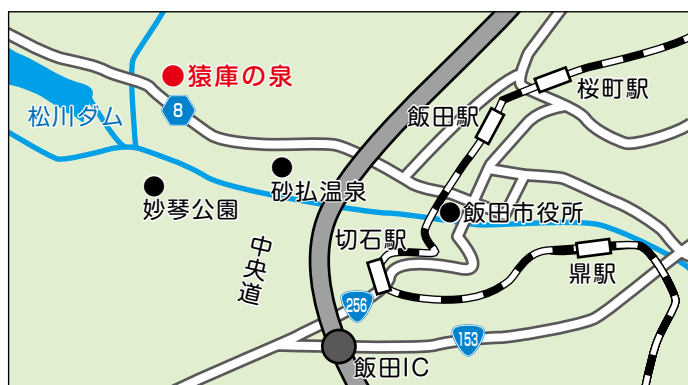 猿庫の泉
桜町駅
8
松川ダム
飯田駅
砂払温泉
妙琴公園
飯田市役所
切石駅
中央道
鼎駅
256
153
飯田IC